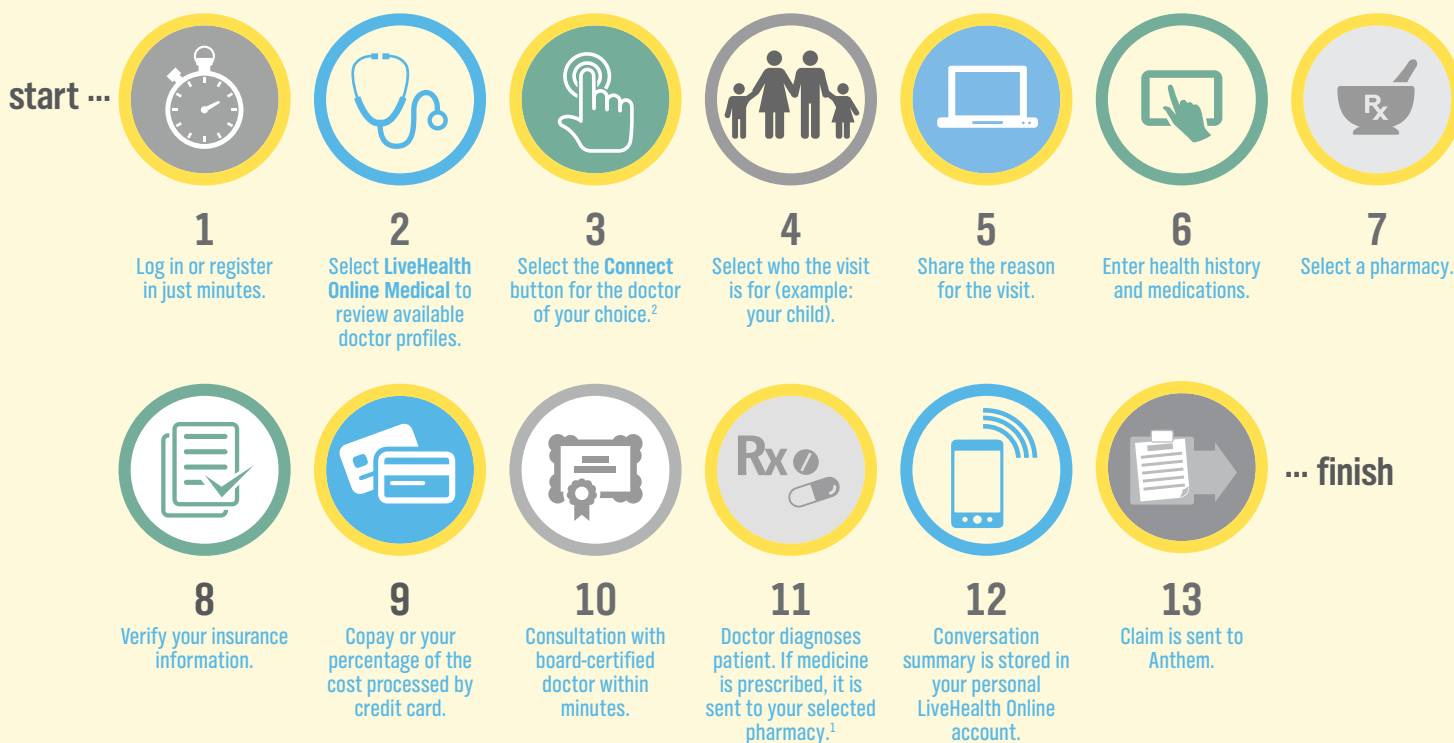 start ...
Rx
1
Log in or register
in just minutes.
2
Select LiveHealth
Online Medical to
review available
doctor profiles.
3
Select the Connect
button for the doctor
of your choice.2
4
Select who the visit
is for (example:
your child).
5
Share the reason
for the visit.
6
Enter health history
and medications.
7
Select a pharmacy.
Rx
... finish
8
Verify your insurance
information.
9
Copay or your
percentage of the
cost processed by
credit card.
10
Consultation with
board-certified
doctor within
minutes.
11
Doctor diagnoses
patient. If medicine
is prescribed, it is
sent to your selected
pharmacy.1
12
Conversation
summary is stored in
your personal
LiveHealth Online
account.
13
Claim is sent to
Anthem.